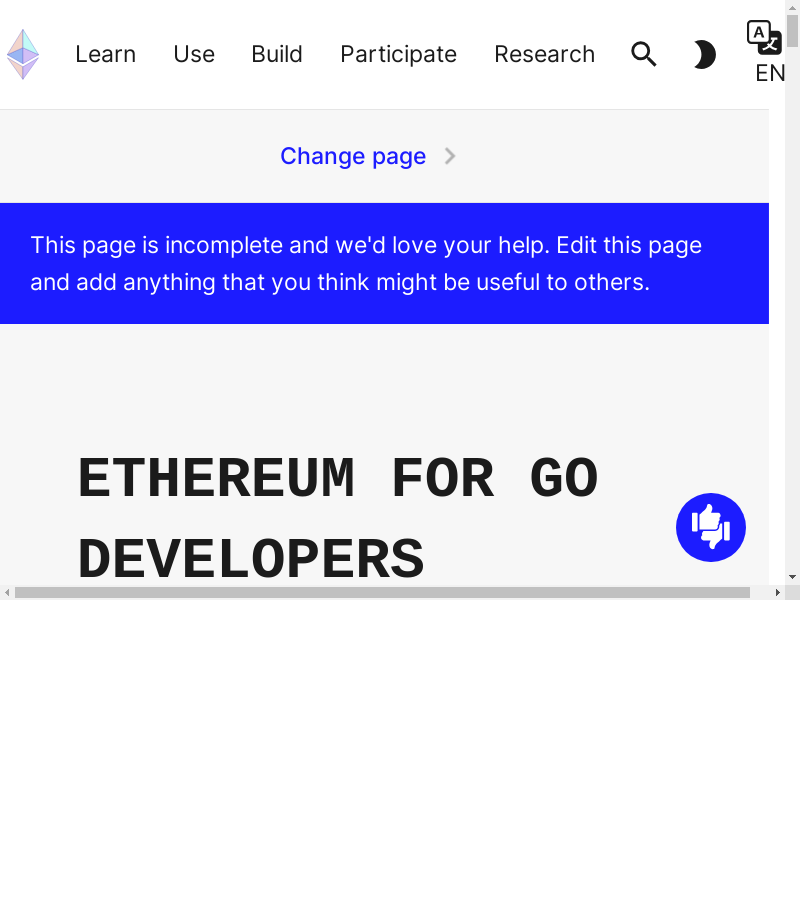 Learn Use Build Participate Research
A 文
EN
Change page
This page is incomplete and we'd love your help. Edit this page
and add anything that you think might be useful to others.
ETHEREUM FOR GO
DEVELOPERS